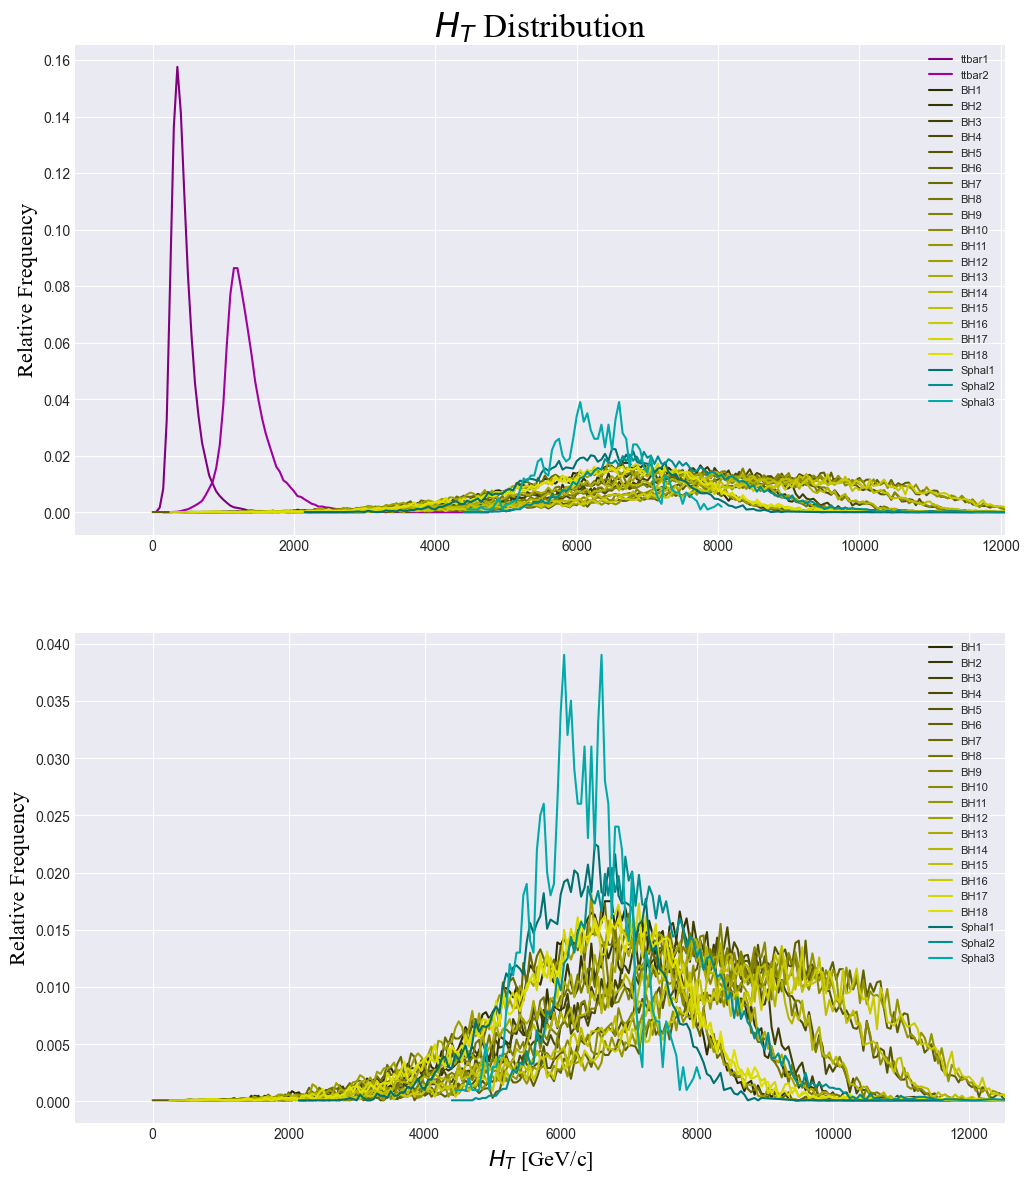 H_T Distribution
Relative Frequency
0.16
0.14
0.12
0.10
0.08
0.06
0.04
0.02
0.00
0
2000
4000
6000
8000
10000
12000
ttbar1
ttbar2
BH1
BH2
BH3
BH4
BH5
BH6
BH7
BH8
BH9
BH10
BH11
BH12
BH13
BH14
BH15
BH16
BH17
BH18
Sphal1
Sphal2
Sphal3
Relative Frequency
0.040
0.035
0.030
0.025
0.020
0.015
0.010
0.005
0.000
0
2000
4000
6000
8000
10000
12000
BH1
BH2
BH3
BH4
BH5
BH6
BH7
BH8
BH9
BH10
BH11
BH12
BH13
BH14
BH15
BH16
BH17
BH18
Sphal1
Sphal2
Sphal3
H_T [GeV/c]